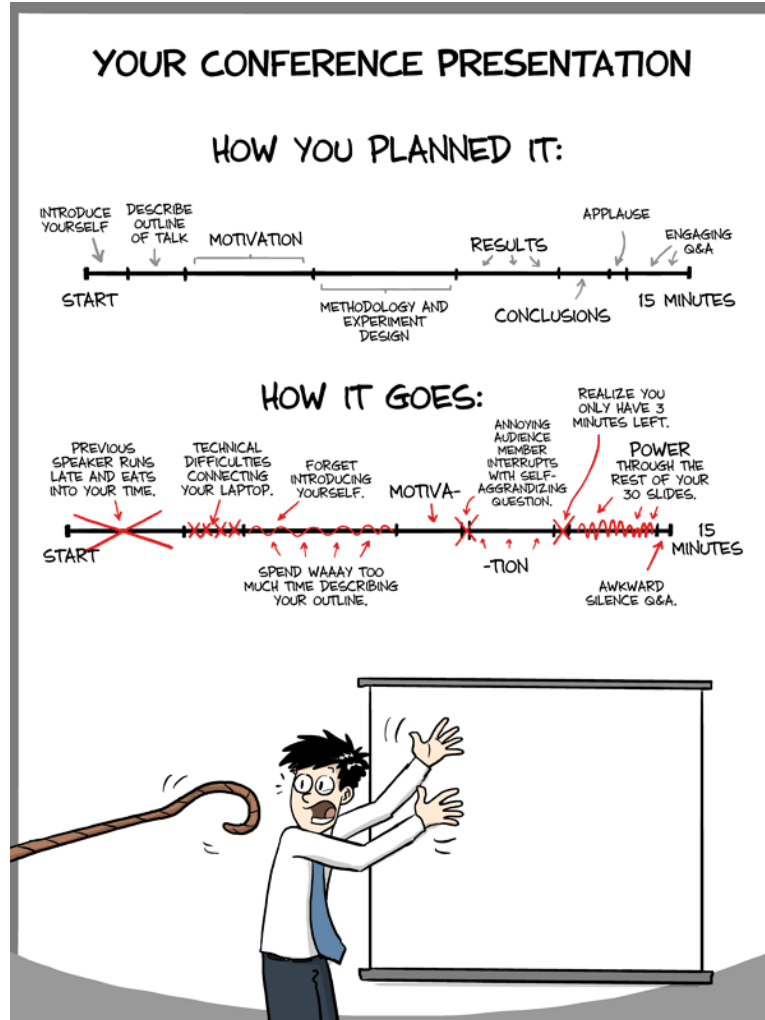 YOUR CONFERENCE PRESENTATION
HOW YOU PLANNED IT:
INTRODUCE
YOURSELF
DESCRIBE
OUTLINE
OF TALK
MOTIVATION
METHODOLOGY AND
EXPERIMENT
DESIGN
RESULTS
CONCLUSIONS
APPLAUSE
ENGAGING
Q&A
START
15 MINUTES
HOW IT GOES:
PREVIOUS
SPEAKER RUNS
LATE AND EATS
INTO YOUR TIME.
TECHNICAL
DIFFICULTIES
CONNECTING
YOUR LAPTOP.
FORGET
INTRODUCING
YOURSELF.
SPEND WAAAY TOO
MUCH TIME DESCRIBING
YOUR OUTLINE.
MOTIVA-
ANNOYING
AUDIENCE
MEMBER
INTERRUPTS
WITH SELF-
AGGRANDIZING
QUESTION.
-TION
REALIZE YOU
ONLY HAVE 3
MINUTES LEFT.
POWER
THROUGH THE
REST OF YOUR
30 SLIDES.
AWKWARD
SILENCE Q&A.
START
15
MINUTES